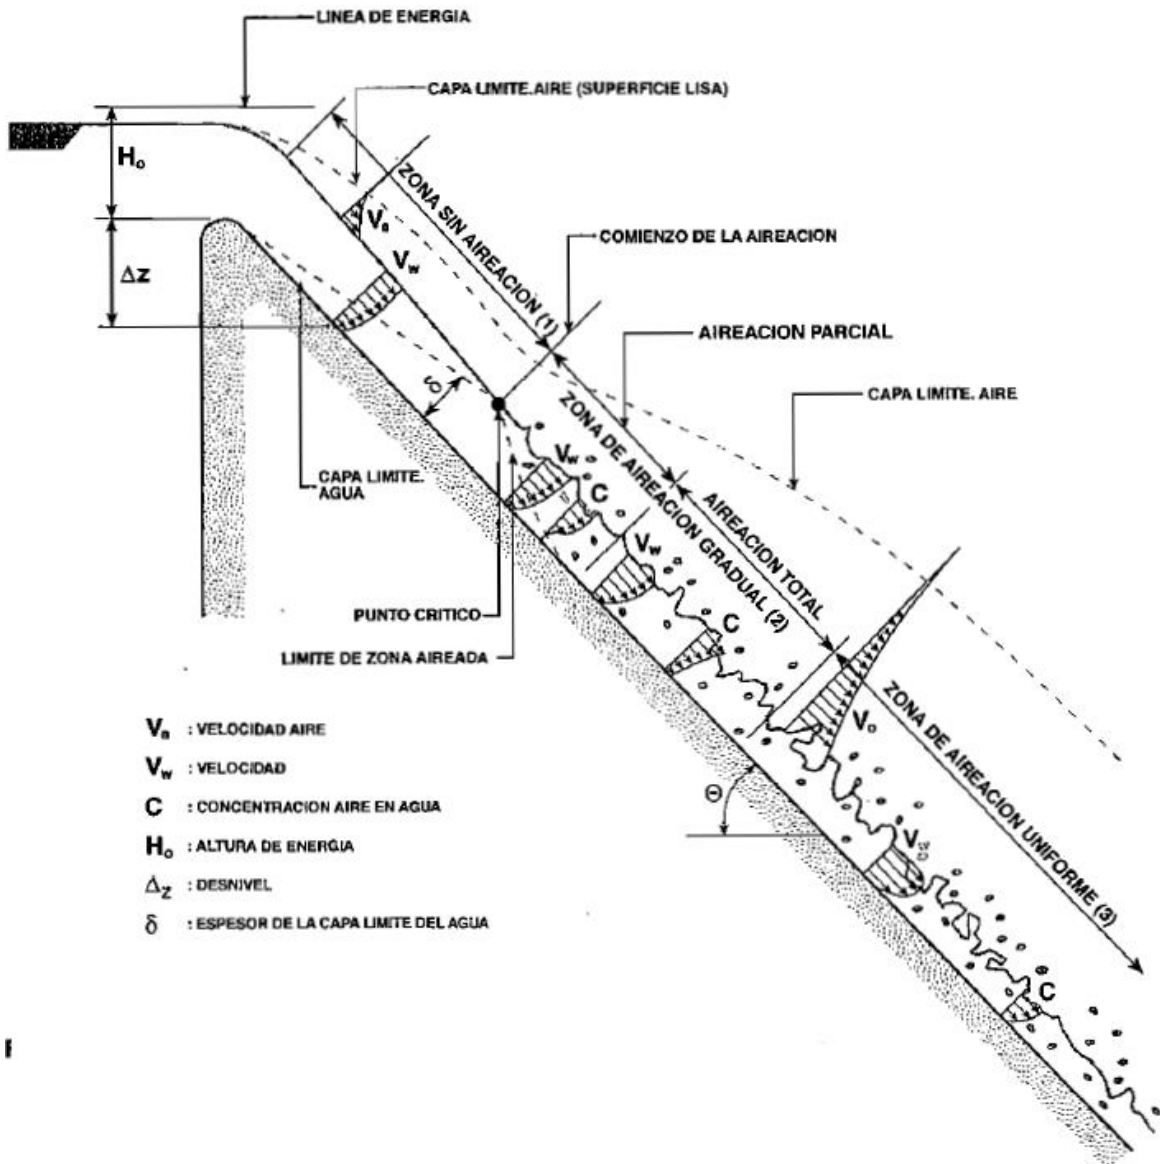 LINEA DE ENERGIA
CAPA LIMITE.AIRE (SUPERFICIE LISA)
Ho
ZONA SIN AIREACION (1)
Va
COMIENZO DE LA AIREACION
Vw
Δz
AIREACION PARCIAL
CAPA LIMITE. AIRE
δ
ZONA DE AIREACION GRADUAL (2)
CAPA LIMITE.
AGUA
Vw
C
AIREACION TOTAL
Vw
PUNTO CRITICO
C
LIMITE DE ZONA AIREADA
ZONA DE AIREACION UNIFORME (3)
Vo
Va : VELOCIDAD AIRE
Vw : VELOCIDAD
Θ
C : CONCENTRACION AIRE EN AGUA
Ho : ALTURA DE ENERGIA
Vw
Δz : DESNIVEL
δ : ESPESOR DE LA CAPA LIMITE DEL AGUA
C